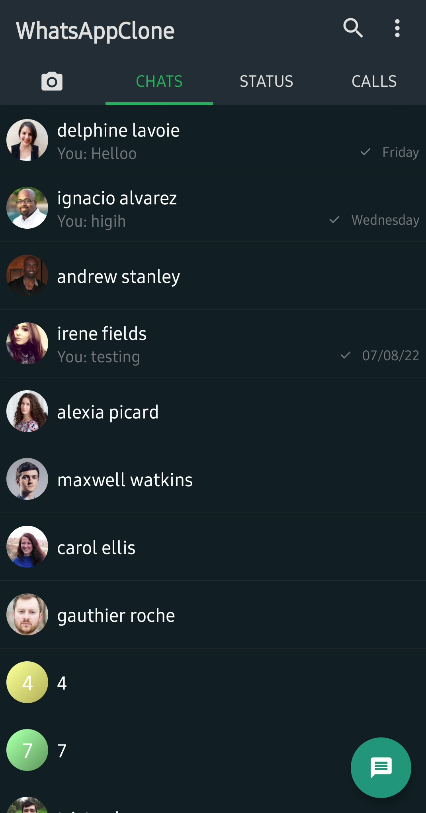 WhatsAppClone
CHATS
STATUS
CALLS
delphine lavoie
You: Helloo
Friday
ignacio alvarez
You: higih
Wednesday
andrew stanley
irene fields
You: testing
07/08/22
alexia picard
maxwell watkins
carol ellis
gauthier roche
4
4
7
7